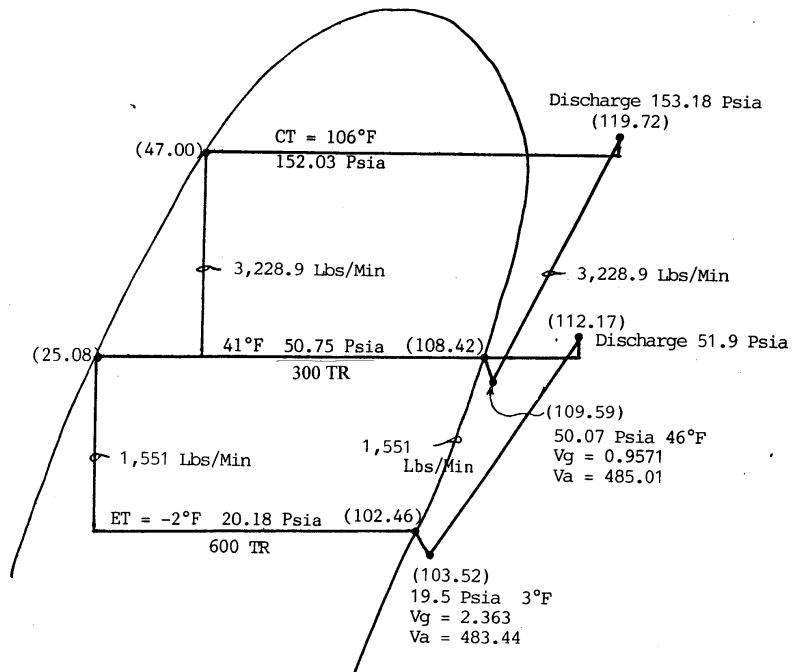 Discharge 153.18 Psia
(119.72)
CT = 106°F
(47.00)
152.03 Psia
3,228.9 Lbs/Min
3,228.9 Lbs/Min
(112.17)
Discharge 51.9 Psia
(25.08)
41°F 50.75 Psia (108.42)
300 TR
(109.59)
50.07 Psia 46°F
Vg = 0.9571
Va = 485.01
1,551 Lbs/Min
1,551
Lbs/Min
ET = -2°F 20.18 Psia (102.46)
600 TR
(103.52)
19.5 Psia 3°F
Vg = 2.363
Va = 483.44